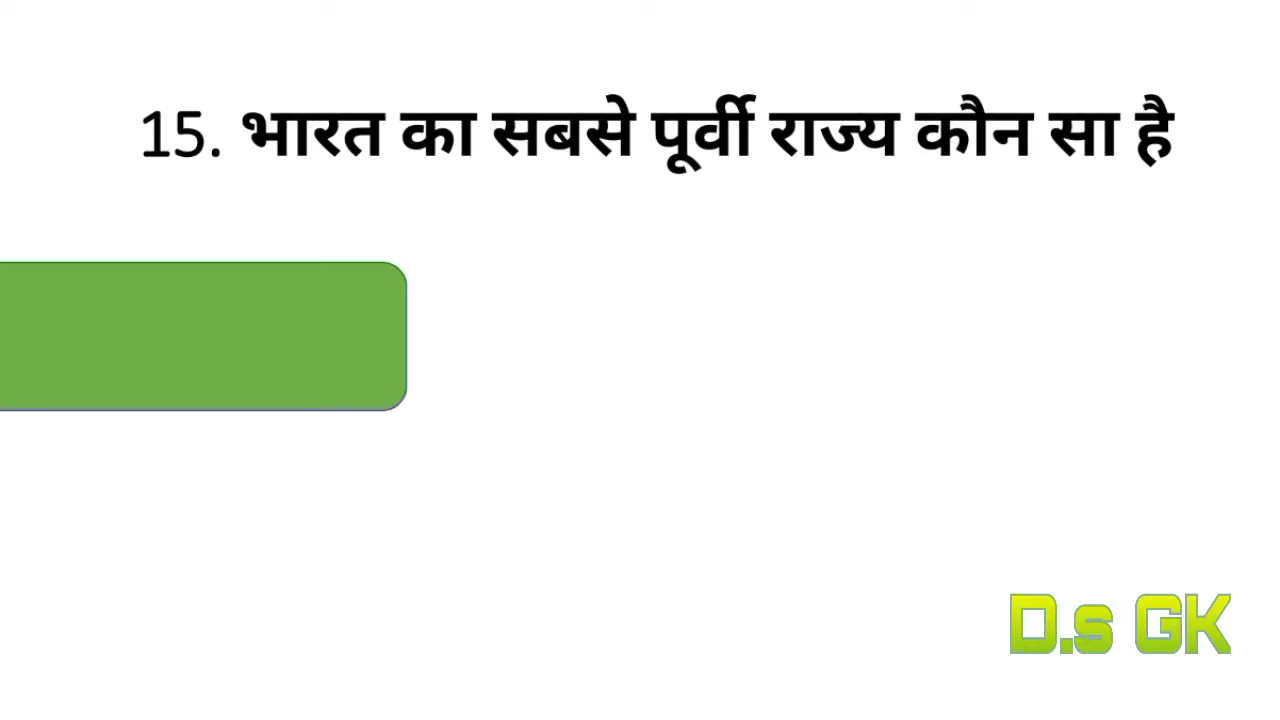 15. भारत का सबसे पूर्वी राज्य कौन सा है
D.s GK